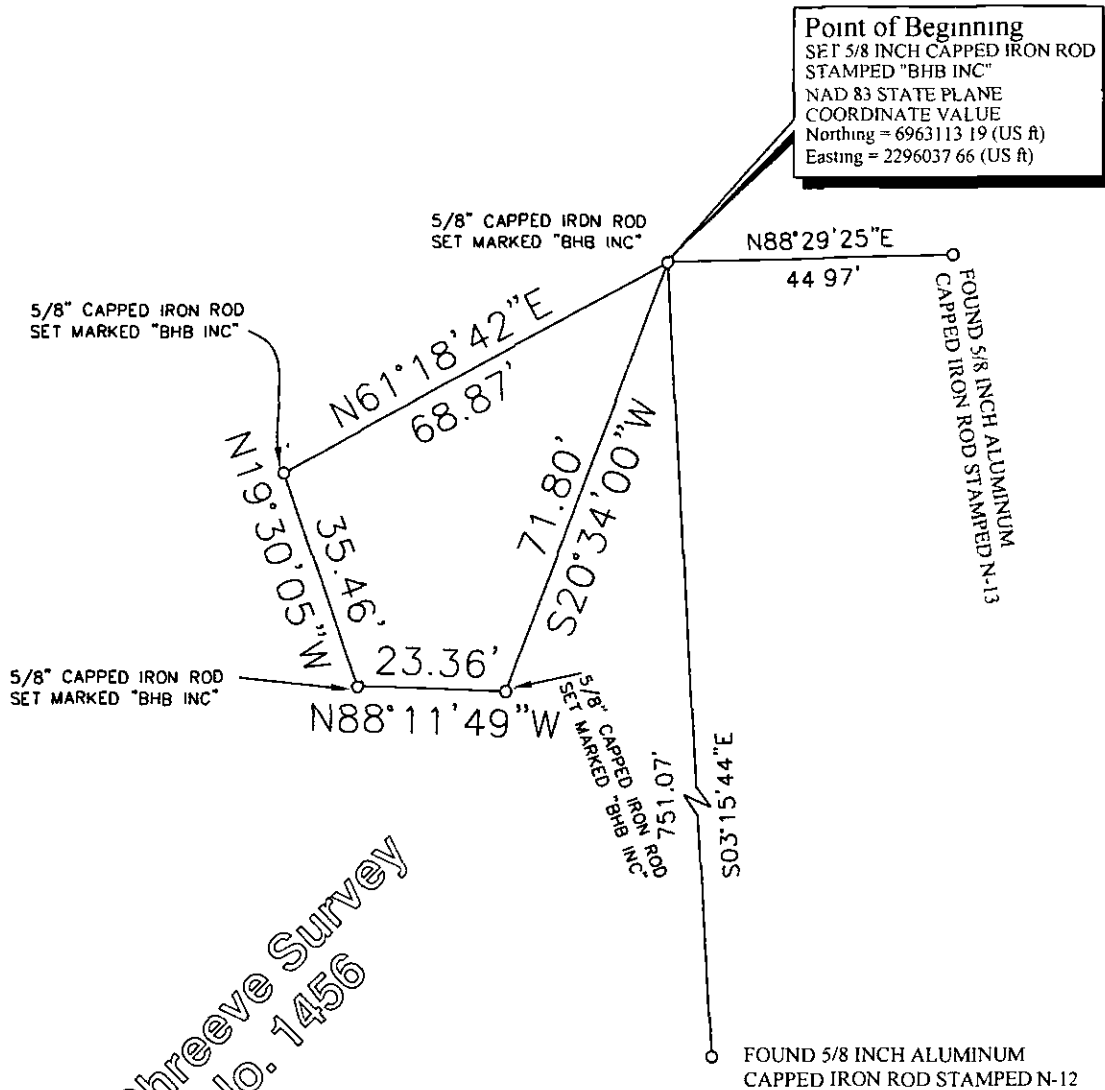 Point of Beginning
SET 5/8 INCH CAPPED IRON ROD
STAMPED "BHB INC"
NAD 83 STATE PLANE
COORDINATE VALUE
Northing = 6963113 19 (US ft)
Easting = 2296037 66 (US ft)
5/8" CAPPED IRON ROD
SET MARKED "BHB INC"
N88°29'25"E
44 97'
FOUND 5/8 INCH ALUMINUM
CAPPED IRON ROD STAMPED N-13
5/8" CAPPED IRON ROD
SET MARKED "BHB INC"
N61°18'42"E
68.87'
N19°30'05"W
35.46'
71.80'
S20°34'00"W
5/8" CAPPED IRON ROD
SET MARKED "BHB INC"
23.36'
N88°11'49"W
5/8" CAPPED IRON ROD
SET MARKED "BHB INC"
751.07'
S03°15'44"E
hreeve Survey
No. 1456
FOUND 5/8 INCH ALUMINUM
CAPPED IRON ROD STAMPED N-12